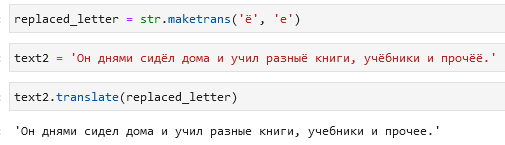 replaced_letter = str.maketrans('ё', 'е')
text2 = 'Он днями сидёл дома и учил разныё книги, учёбники и прочёё.'
text2.translate(replaced_letter)
'Он днями сидел дома и учил разные книги, учебники и прочее.'